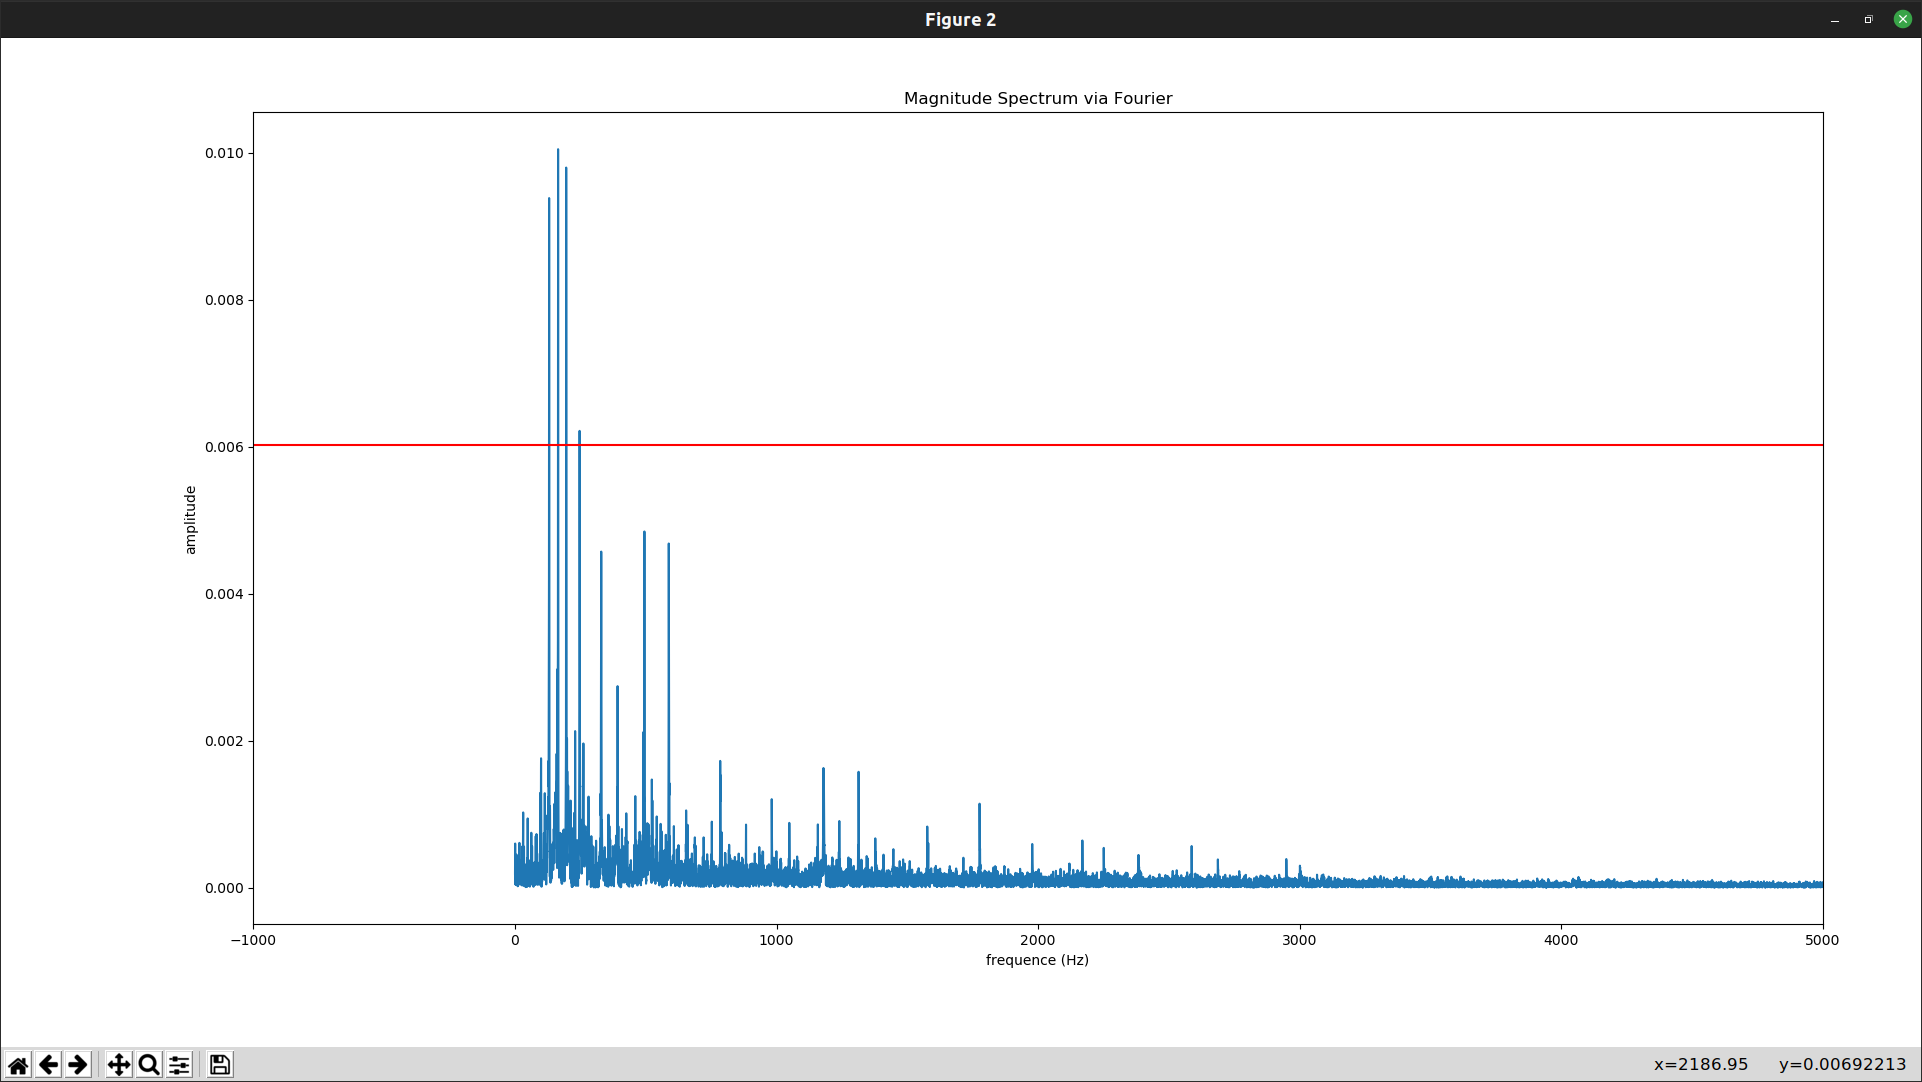 Figure 2
Magnitude Spectrum via Fourier
0.010
0.008
0.006
0.004
0.002
0.000
amplitude
−1000 0 1000 2000 3000 4000 5000
frequence (Hz)
x=2186.95 y=0.00692213